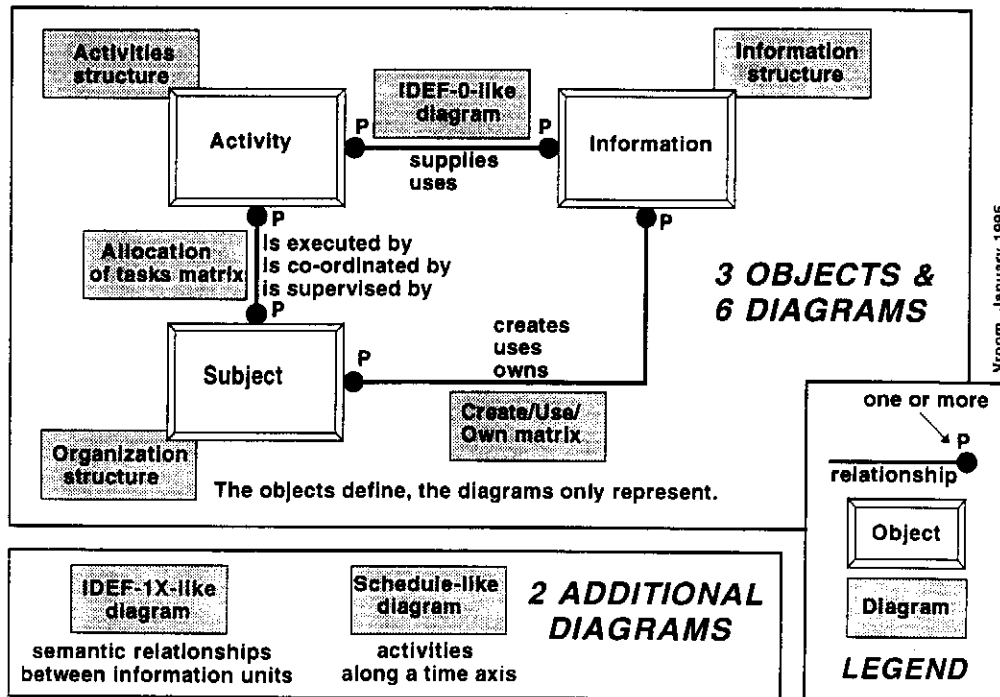 Activities
structure
Information
structure
IDEF-0-like
diagram
P
P
Activity
Information
supplies
uses
P
P
Allocation
of tasks matrix
is executed by
is co-ordinated by
is supervised by
P
3 OBJECTS &
6 DIAGRAMS
Vroom, January 1995
creates
uses
owns
P
Subject
Create/Use/
Own matrix
Organization
structure
The objects define, the diagrams only represent.
one or more
P
relationship
Object
Diagram
LEGEND
IDEF-1X-like
diagram
semantic relationships
between information units
Schedule-like
diagram
activities
along a time axis
2 ADDITIONAL
DIAGRAMS